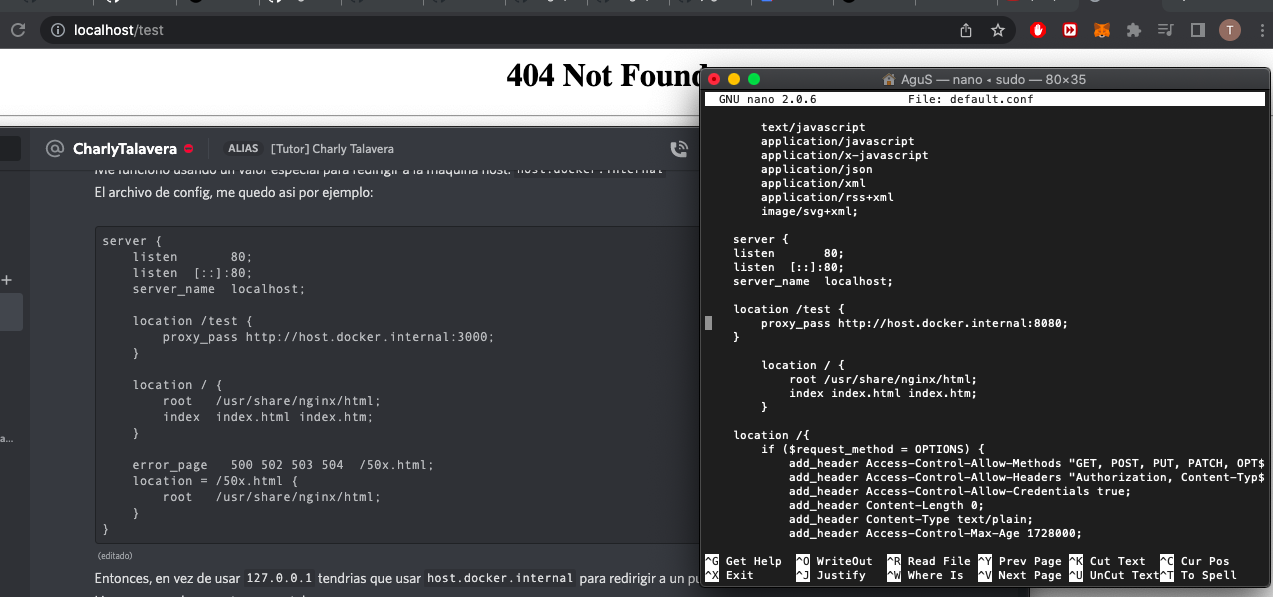 localhost/test
T
404 Not Found
CharlyTalavera
ALIAS
[Tutor] Charly Talavera
Me funciono usando un valor especial para redirigir a la maquina host: host.docker.internal
El archivo de config, me quedo asi por ejemplo:
server {
listen 80;
listen [::]:80;
server_name localhost;
location /test {
proxy_pass http://host.docker.internal:3000;
}
location / {
root /usr/share/nginx/html;
index index.html index.htm;
}
error_page 500 502 503 504 /50x.html;
location = /50x.html {
root /usr/share/nginx/html;
}
}
(editado)
Entonces, en vez de usar 127.0.0.1 tendrias que usar host.docker.internal para redirigir a un pu
a...
AguS — nano ◂ sudo — 80×35
GNU nano 2.0.6 File: default.conf
text/javascript
application/javascript
application/x-javascript
application/json
application/xml
application/rss+xml
image/svg+xml;
server {
listen 80;
listen [::]:80;
server_name localhost;
location /test {
proxy_pass http://host.docker.internal:8080;
}
location / {
root /usr/share/nginx/html;
index index.html index.htm;
}
location /{
if ($request_method = OPTIONS) {
add_header Access-Control-Allow-Methods "GET, POST, PUT, PATCH, OPT$
add_header Access-Control-Allow-Headers "Authorization, Content-Typ$
add_header Access-Control-Allow-Credentials true;
add_header Content-Length 0;
add_header Content-Type text/plain;
add_header Access-Control-Max-Age 1728000;
^G Get Help ^O WriteOut ^R Read File ^Y Prev Page ^K Cut Text ^C Cur Pos
^X Exit ^J Justify ^W Where Is ^V Next Page ^U UnCut Text ^T To Spell